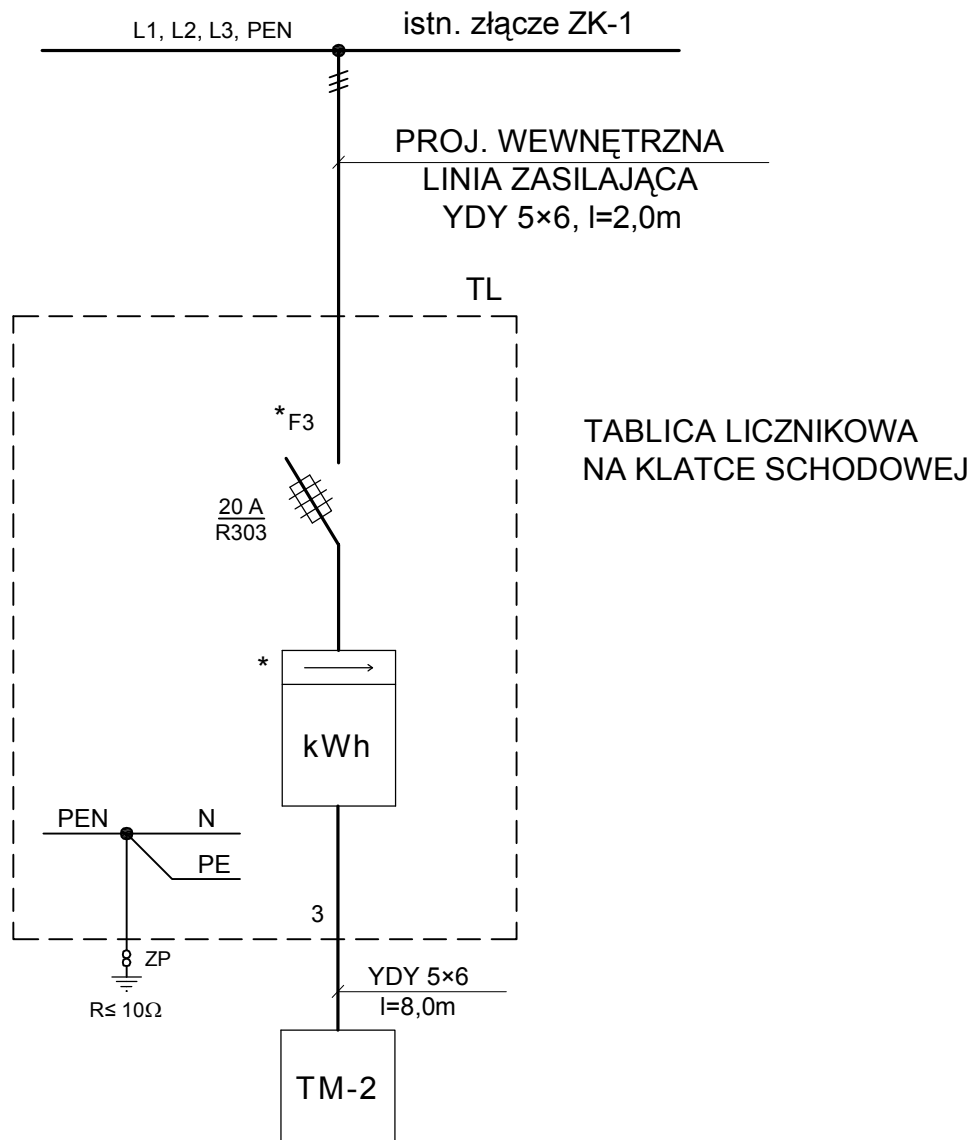 L1, L2, L3, PEN
istn. złącze ZK-1
PROJ. WEWNĘTRZNA
LINIA ZASILAJĄCA
YDY 5×6, l=2,0m
TL
*F3
TABLICA LICZNIKOWA
NA KLATCE SCHODOWEJ
20 A
R303
*
kWh
PEN
N
PE
3
ZP
R≤ 10Ω
YDY 5×6
l=8,0m
TM-2